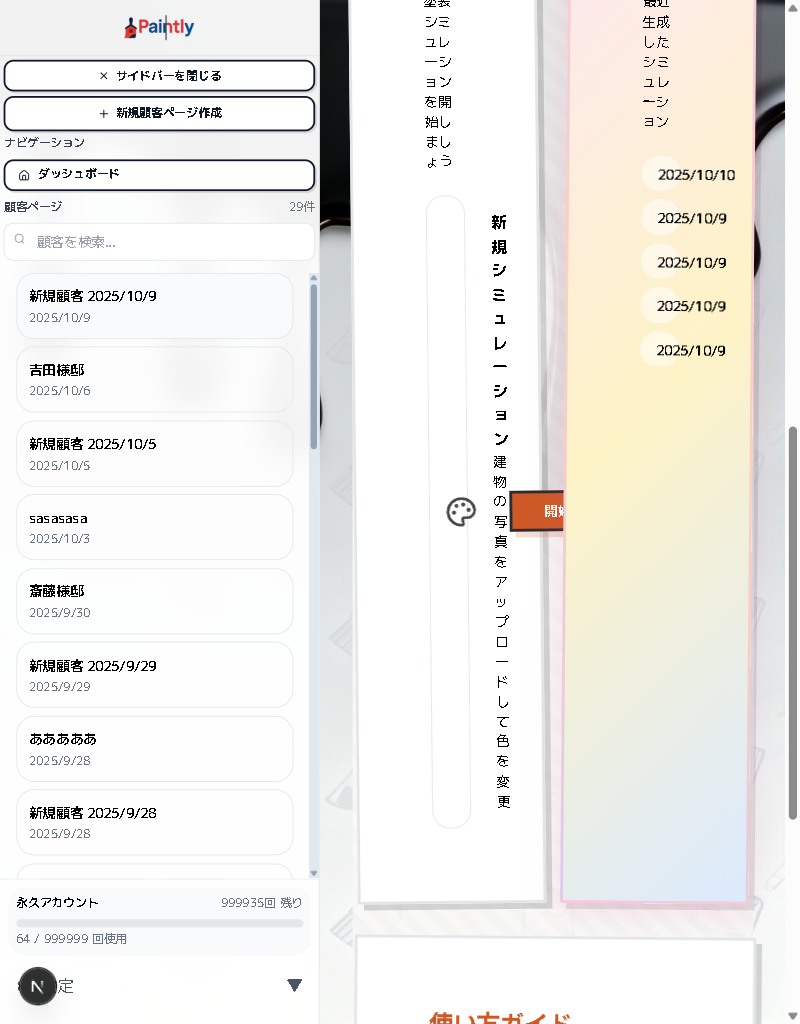 Paintly
× サイドバーを閉じる
+ 新規顧客ページ作成
ナビゲーション
ダッシュボード
顧客ページ 29件
顧客を検索...
新規顧客 2025/10/9
2025/10/9
吉田様邸
2025/10/6
新規顧客 2025/10/5
2025/10/5
sasasasa
2025/10/3
斎藤様邸
2025/9/30
新規顧客 2025/9/29
2025/9/29
あああああ
2025/9/28
新規顧客 2025/9/28
2025/9/28
永久アカウント 999935回 残り
64 / 999999 回使用
N
定
▼
塗装
シミ
ュレ
ーシ
ョン
を開
始し
まし
ょう
新規シミュレーション
建物の写真をアップロードして色を変更
開始
最近
生成
した
シミ
ュレ
ーシ
ョン
2025/10/10
2025/10/9
2025/10/9
2025/10/9
2025/10/9
使い方ガイド